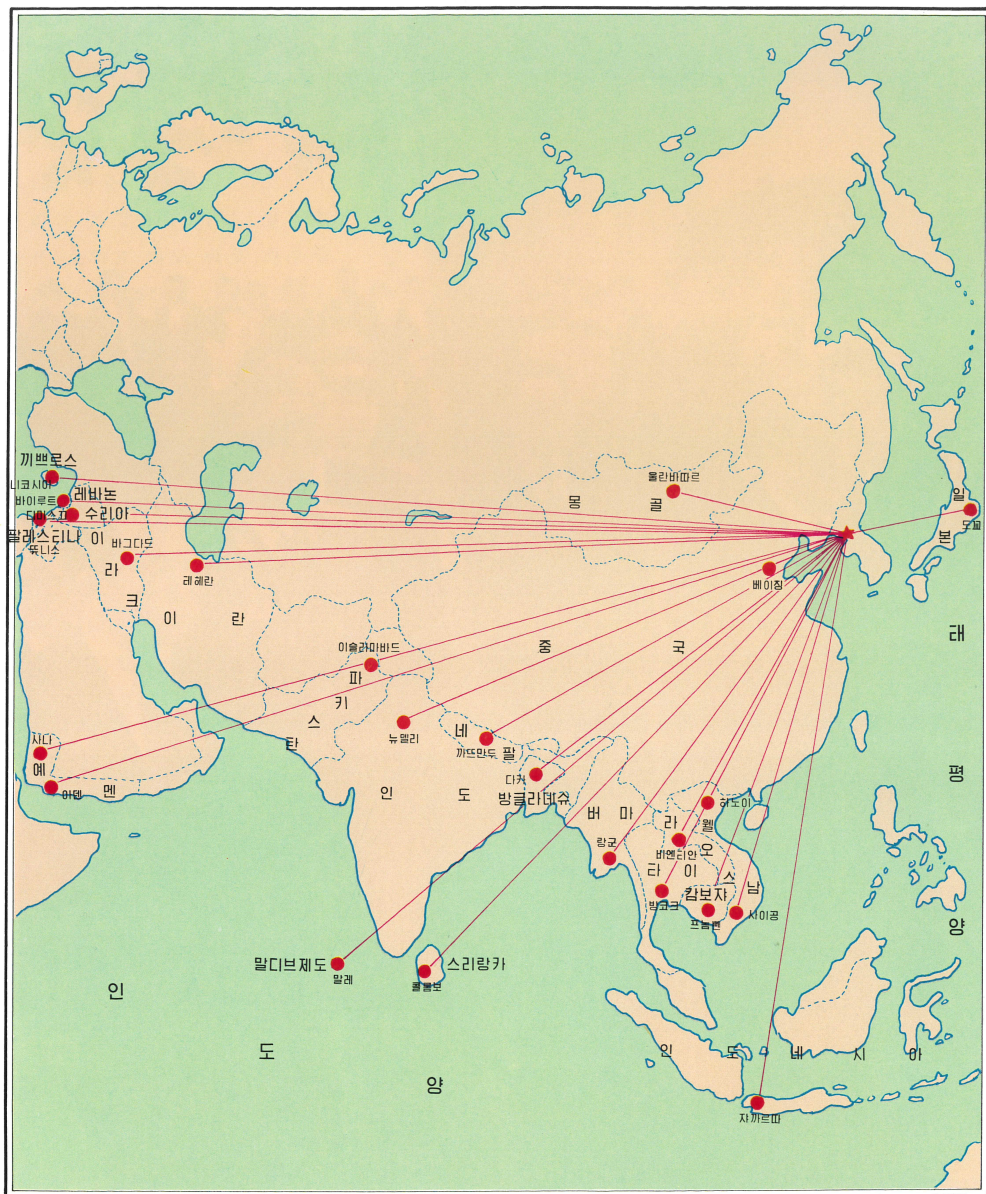 끼쁘로스
니코시아
바이루트
레바논
수리아
팔레스티나
뚜니스
이라크
바그다드
테헤란
이란
울란바따르
몽골
일본
도꾜
베이징
중국
태평양
이슬라마바드
파키스탄
뉴델리
네팔
까뜨만두
사나
예멘
아덴
인도
다카
방글라데슈
버마
랑군
하노이
웰남
라오스
비엔티안
타이
방코크
캄보쟈
프놈펜
사이공
말디브제도
말레
스리랑카
콜롬보
인도양
인도네시아
쟈까르따